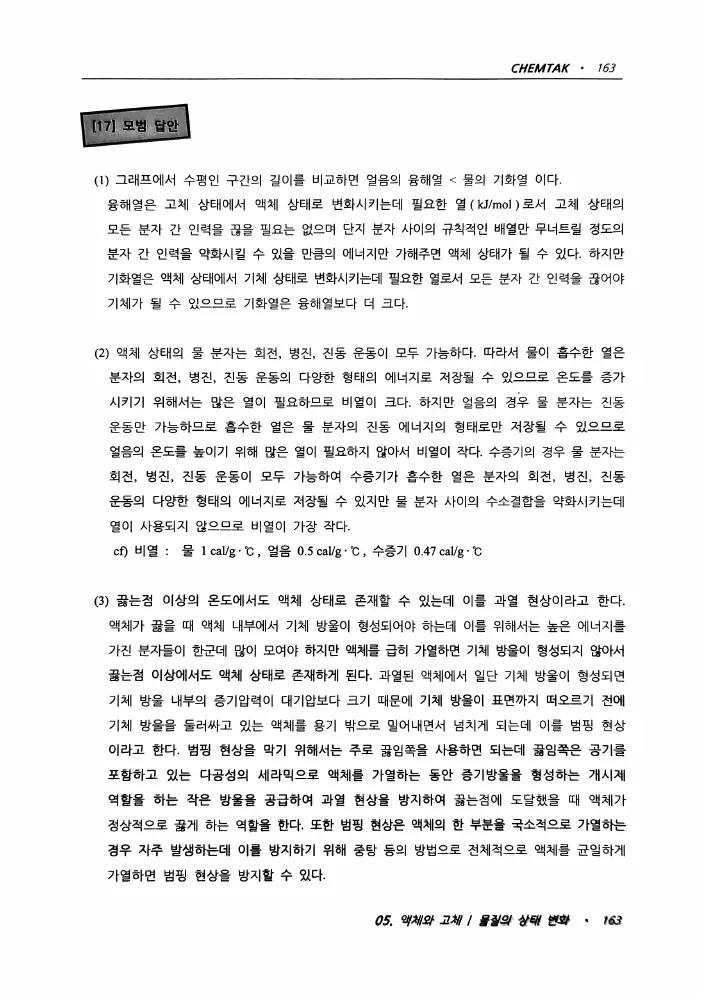 CHEMTAK · 163
[17] 모범 답안
(1) 그래프에서 수평인 구간의 길이를 비교하면 얼음의 융해열 < 물의 기화열 이다.
융해열은 고체 상태에서 액체 상태로 변화시키는데 필요한 열 ( kJ/mol ) 로서 고체 상태의
모든 분자 간 인력을 끊을 필요는 없으며 단지 분자 사이의 규칙적인 배열만 무너트릴 정도의
분자 간 인력을 약화시킬 수 있을 만큼의 에너지만 가해주면 액체 상태가 될 수 있다. 하지만
기화열은 액체 상태에서 기체 상태로 변화시키는데 필요한 열로서 모든 분자 간 인력을 끊어야
기체가 될 수 있으므로 기화열은 융해열보다 더 크다.
(2) 액체 상태의 물 분자는 회전, 병진, 진동 운동이 모두 가능하다. 따라서 물이 흡수한 열은
분자의 회전, 병진, 진동 운동의 다양한 형태의 에너지로 저장될 수 있으므로 온도를 증가
시키기 위해서는 많은 열이 필요하므로 비열이 크다. 하지만 얼음의 경우 물 분자는 진동
운동만 가능하므로 흡수한 열은 물 분자의 진동 에너지의 형태로만 저장될 수 있으므로
얼음의 온도를 높이기 위해 많은 열이 필요하지 않아서 비열이 작다. 수증기의 경우 물 분자는
회전, 병진, 진동 운동이 모두 가능하여 수증기가 흡수한 열은 분자의 회전, 병진, 진동
운동의 다양한 형태의 에너지로 저장될 수 있지만 물 분자 사이의 수소결합을 약화시키는데
열이 사용되지 않으므로 비열이 가장 작다.
cf) 비열 : 물 1 cal/g · ℃ , 얼음 0.5 cal/g · ℃ , 수증기 0.47 cal/g · ℃
(3) 끓는점 이상의 온도에서도 액체 상태로 존재할 수 있는데 이를 과열 현상이라고 한다.
액체가 끓을 때 액체 내부에서 기체 방울이 형성되어야 하는데 이를 위해서는 높은 에너지를
가진 분자들이 한군데 많이 모여야 하지만 액체를 급히 가열하면 기체 방울이 형성되지 않아서
끓는점 이상에서도 액체 상태로 존재하게 된다. 과열된 액체에서 일단 기체 방울이 형성되면
기체 방울 내부의 증기압력이 대기압보다 크기 때문에 기체 방울이 표면까지 떠오르기 전에
기체 방울을 둘러싸고 있는 액체를 용기 밖으로 밀어내면서 넘치게 되는데 이를 범핑 현상
이라고 한다. 범핑 현상을 막기 위해서는 주로 끓임쪽을 사용하면 되는데 끓임쪽은 공기를
포함하고 있는 다공성의 세라믹으로 액체를 가열하는 동안 증기방울을 형성하는 개시제
역할을 하는 작은 방울을 공급하여 과열 현상을 방지하여 끓는점에 도달했을 때 액체가
정상적으로 끓게 하는 역할을 한다. 또한 범핑 현상은 액체의 한 부분을 국소적으로 가열하는
경우 자주 발생하는데 이를 방지하기 위해 중탕 등의 방법으로 전체적으로 액체를 균일하게
가열하면 범핑 현상을 방지할 수 있다.
05. 액체와 고체 / 물질의 상태 변화 · 163